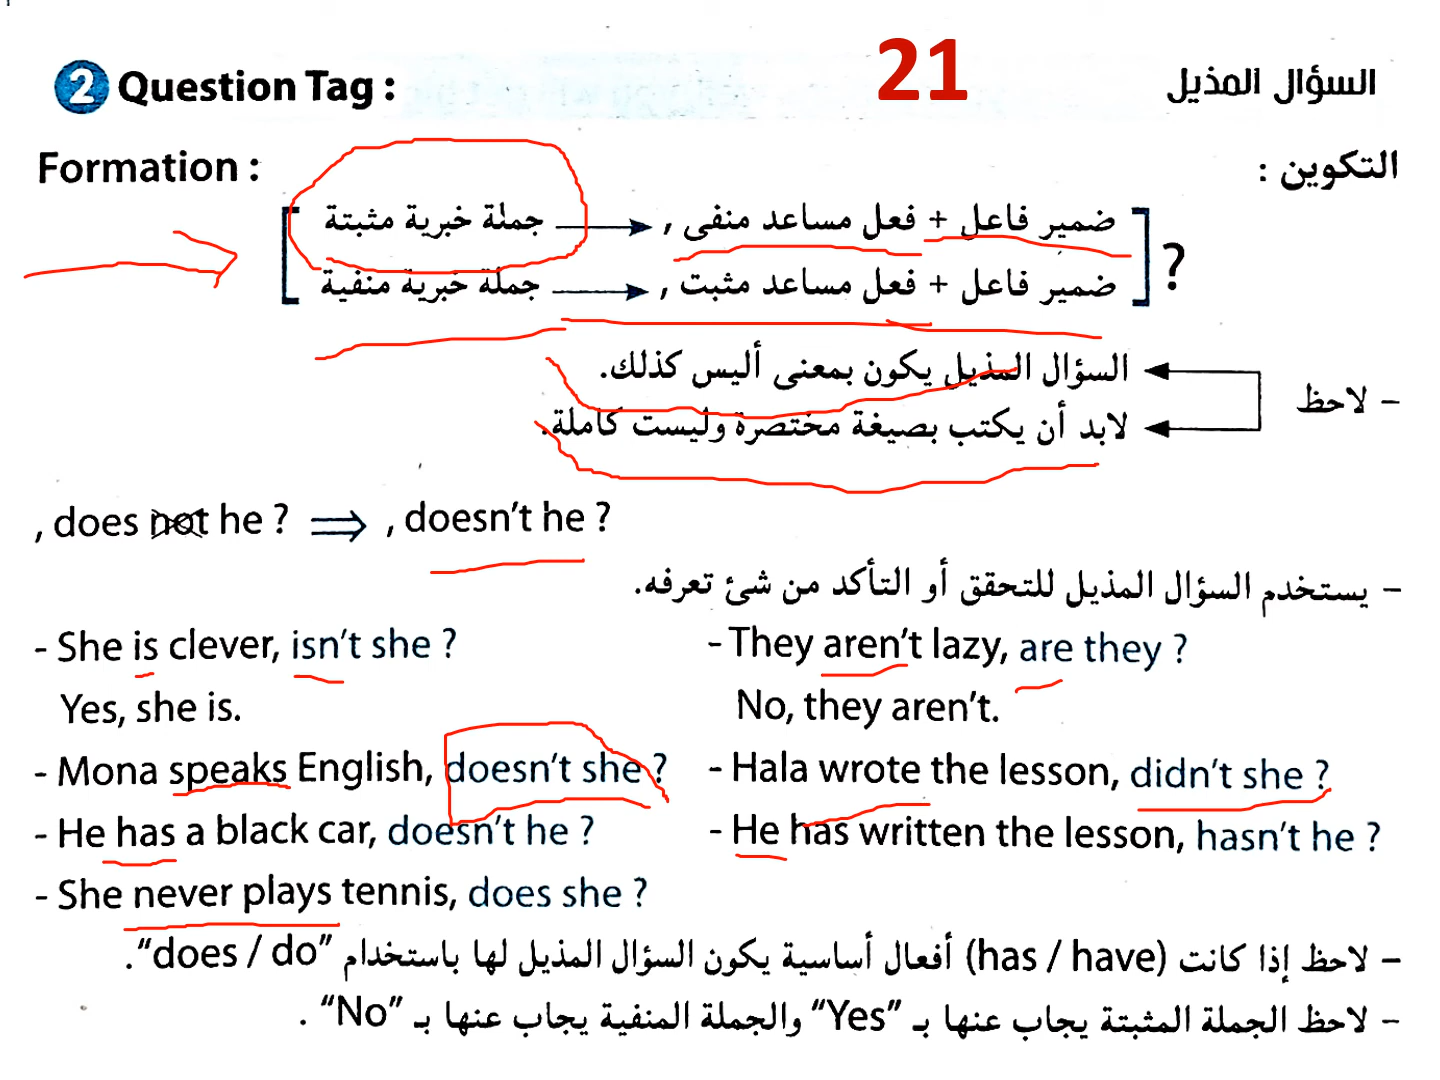 21
2 Question Tag : السؤال المذيل
Formation : التكوين :
[ جملة خبرية مثبتة → , فعل مساعد منفى + ضمير فاعل
جملة خبرية منفية → , فعل مساعد مثبت + ضمير فاعل ] ?
السؤال المذيل يكون بمعنى أليس كذلك.
– لاحظ
لابد أن يكتب بصيغة مختصرة وليست كاملة.
, does not he ? ⇒ , doesn't he ?
– يستخدم السؤال المذيل للتحقق أو التأكد من شئ تعرفه.
- She is clever, isn't she ? - They aren't lazy, are they ?
Yes, she is. No, they aren't.
- Mona speaks English, doesn't she ? - Hala wrote the lesson, didn't she ?
- He has a black car, doesn't he ? - He has written the lesson, hasn't he ?
- She never plays tennis, does she ?
– لاحظ إذا كانت (has / have) أفعال أساسية يكون السؤال المذيل لها باستخدام "does / do".
– لاحظ الجملة المثبتة يجاب عنها بـ "Yes" والجملة المنفية يجاب عنها بـ "No" .